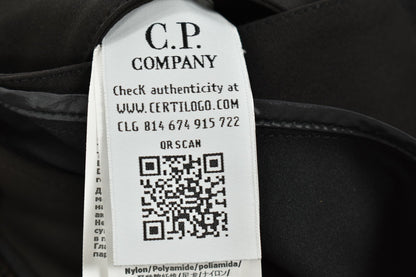 C.P.
COMPANY
ChecK authenticity at
WWW.CERTILOGO.COM
CLG 814 674 915 722
QR SCAN
Nylon/Polyamide/poliamida/